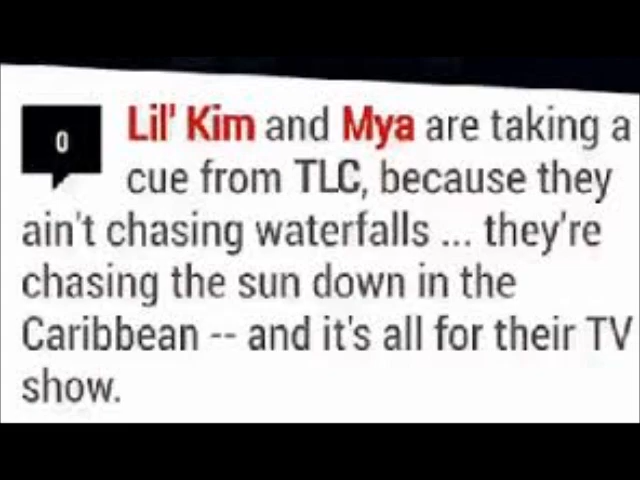 0
Lil' Kim and Mya are taking a
cue from TLC, because they
ain't chasing waterfalls ... they're
chasing the sun down in the
Caribbean -- and it's all for their TV
show.